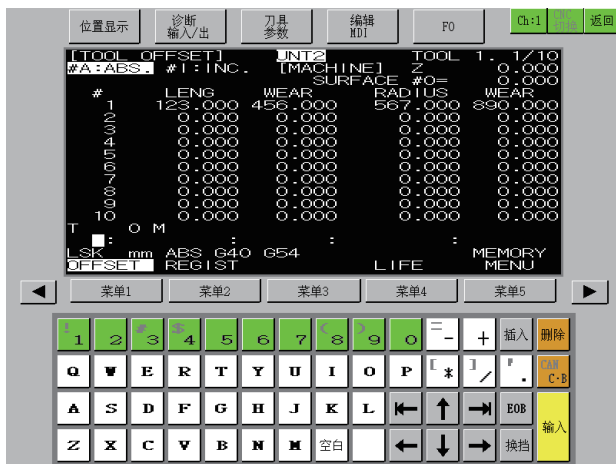 位置显示 诊断 输入/出 刀具 参数 编辑 MDI F0 Ch:1 CNC 切换 返回
[TOOL OFFSET] UNT2 TOOL 1. 1/10
#A:ABS. #I:INC. [MACHINE] Z 0.000
SURFACE #0= 0.000
# LENG WEAR RADIUS WEAR
1 123.000 456.000 567.000 890.000
2 0.000 0.000 0.000 0.000
3 0.000 0.000 0.000 0.000
4 0.000 0.000 0.000 0.000
5 0.000 0.000 0.000 0.000
6 0.000 0.000 0.000 0.000
7 0.000 0.000 0.000 0.000
8 0.000 0.000 0.000 0.000
9 0.000 0.000 0.000 0.000
10 0.000 0.000 0.000 0.000
T O M
: : : :
LSK mm ABS G40 G54 MEMORY
OFFSET REGIST LIFE MENU
菜单1 菜单2 菜单3 菜单4 菜单5
! 1 2 # 3 $ 4 5 6 7 ( 8 ) 9 0 = - + 插入 删除
Q W E R T Y U I O P [ * ] / ' . CAN C·B
A S D F G H J K L EOB 输入
Z X C V B N M 空白 换挡